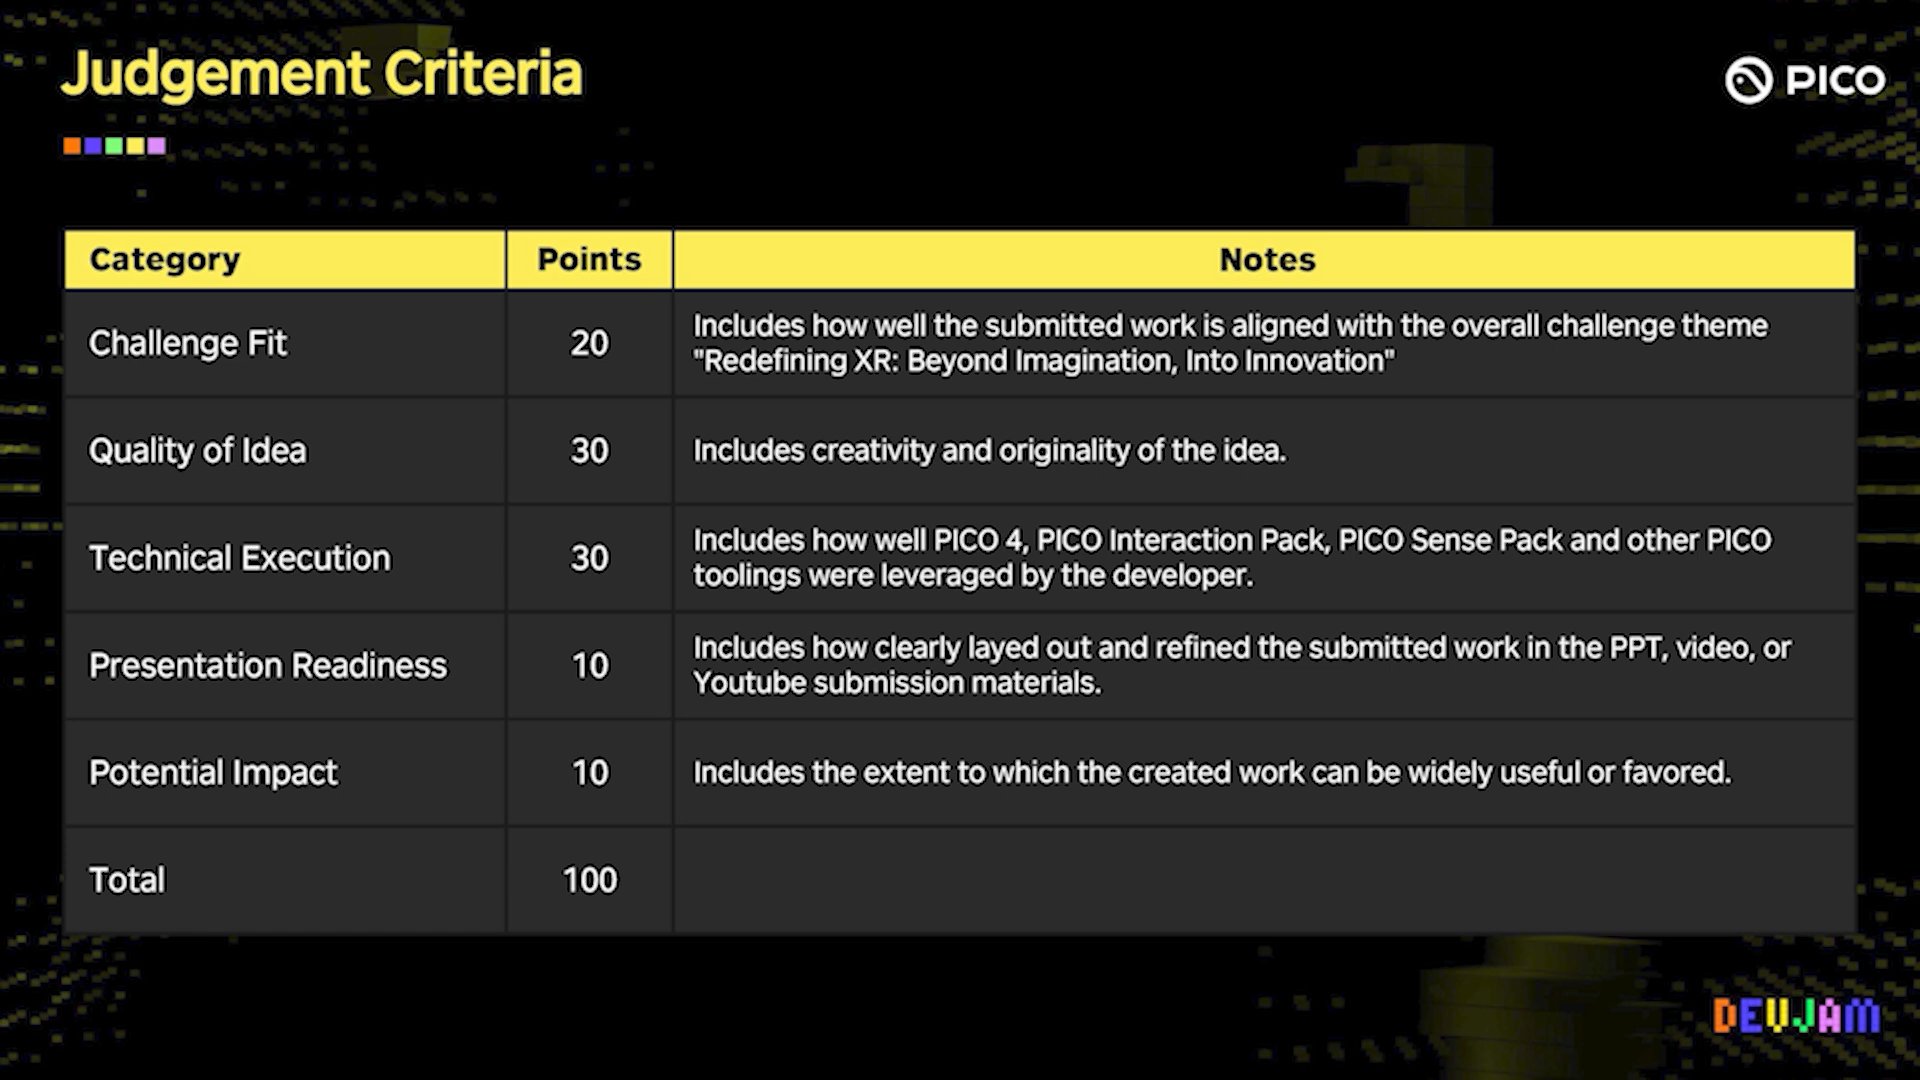 Judgement Criteria
PICO
Category Points Notes
Challenge Fit 20 Includes how well the submitted work is aligned with the overall challenge theme
"Redefining XR: Beyond Imagination, Into Innovation"
Quality of Idea 30 Includes creativity and originality of the idea.
Technical Execution 30 Includes how well PICO 4, PICO Interaction Pack, PICO Sense Pack and other PICO
toolings were leveraged by the developer.
Presentation Readiness 10 Includes how clearly layed out and refined the submitted work in the PPT, video, or
Youtube submission materials.
Potential Impact 10 Includes the extent to which the created work can be widely useful or favored.
Total 100
DEVJAM